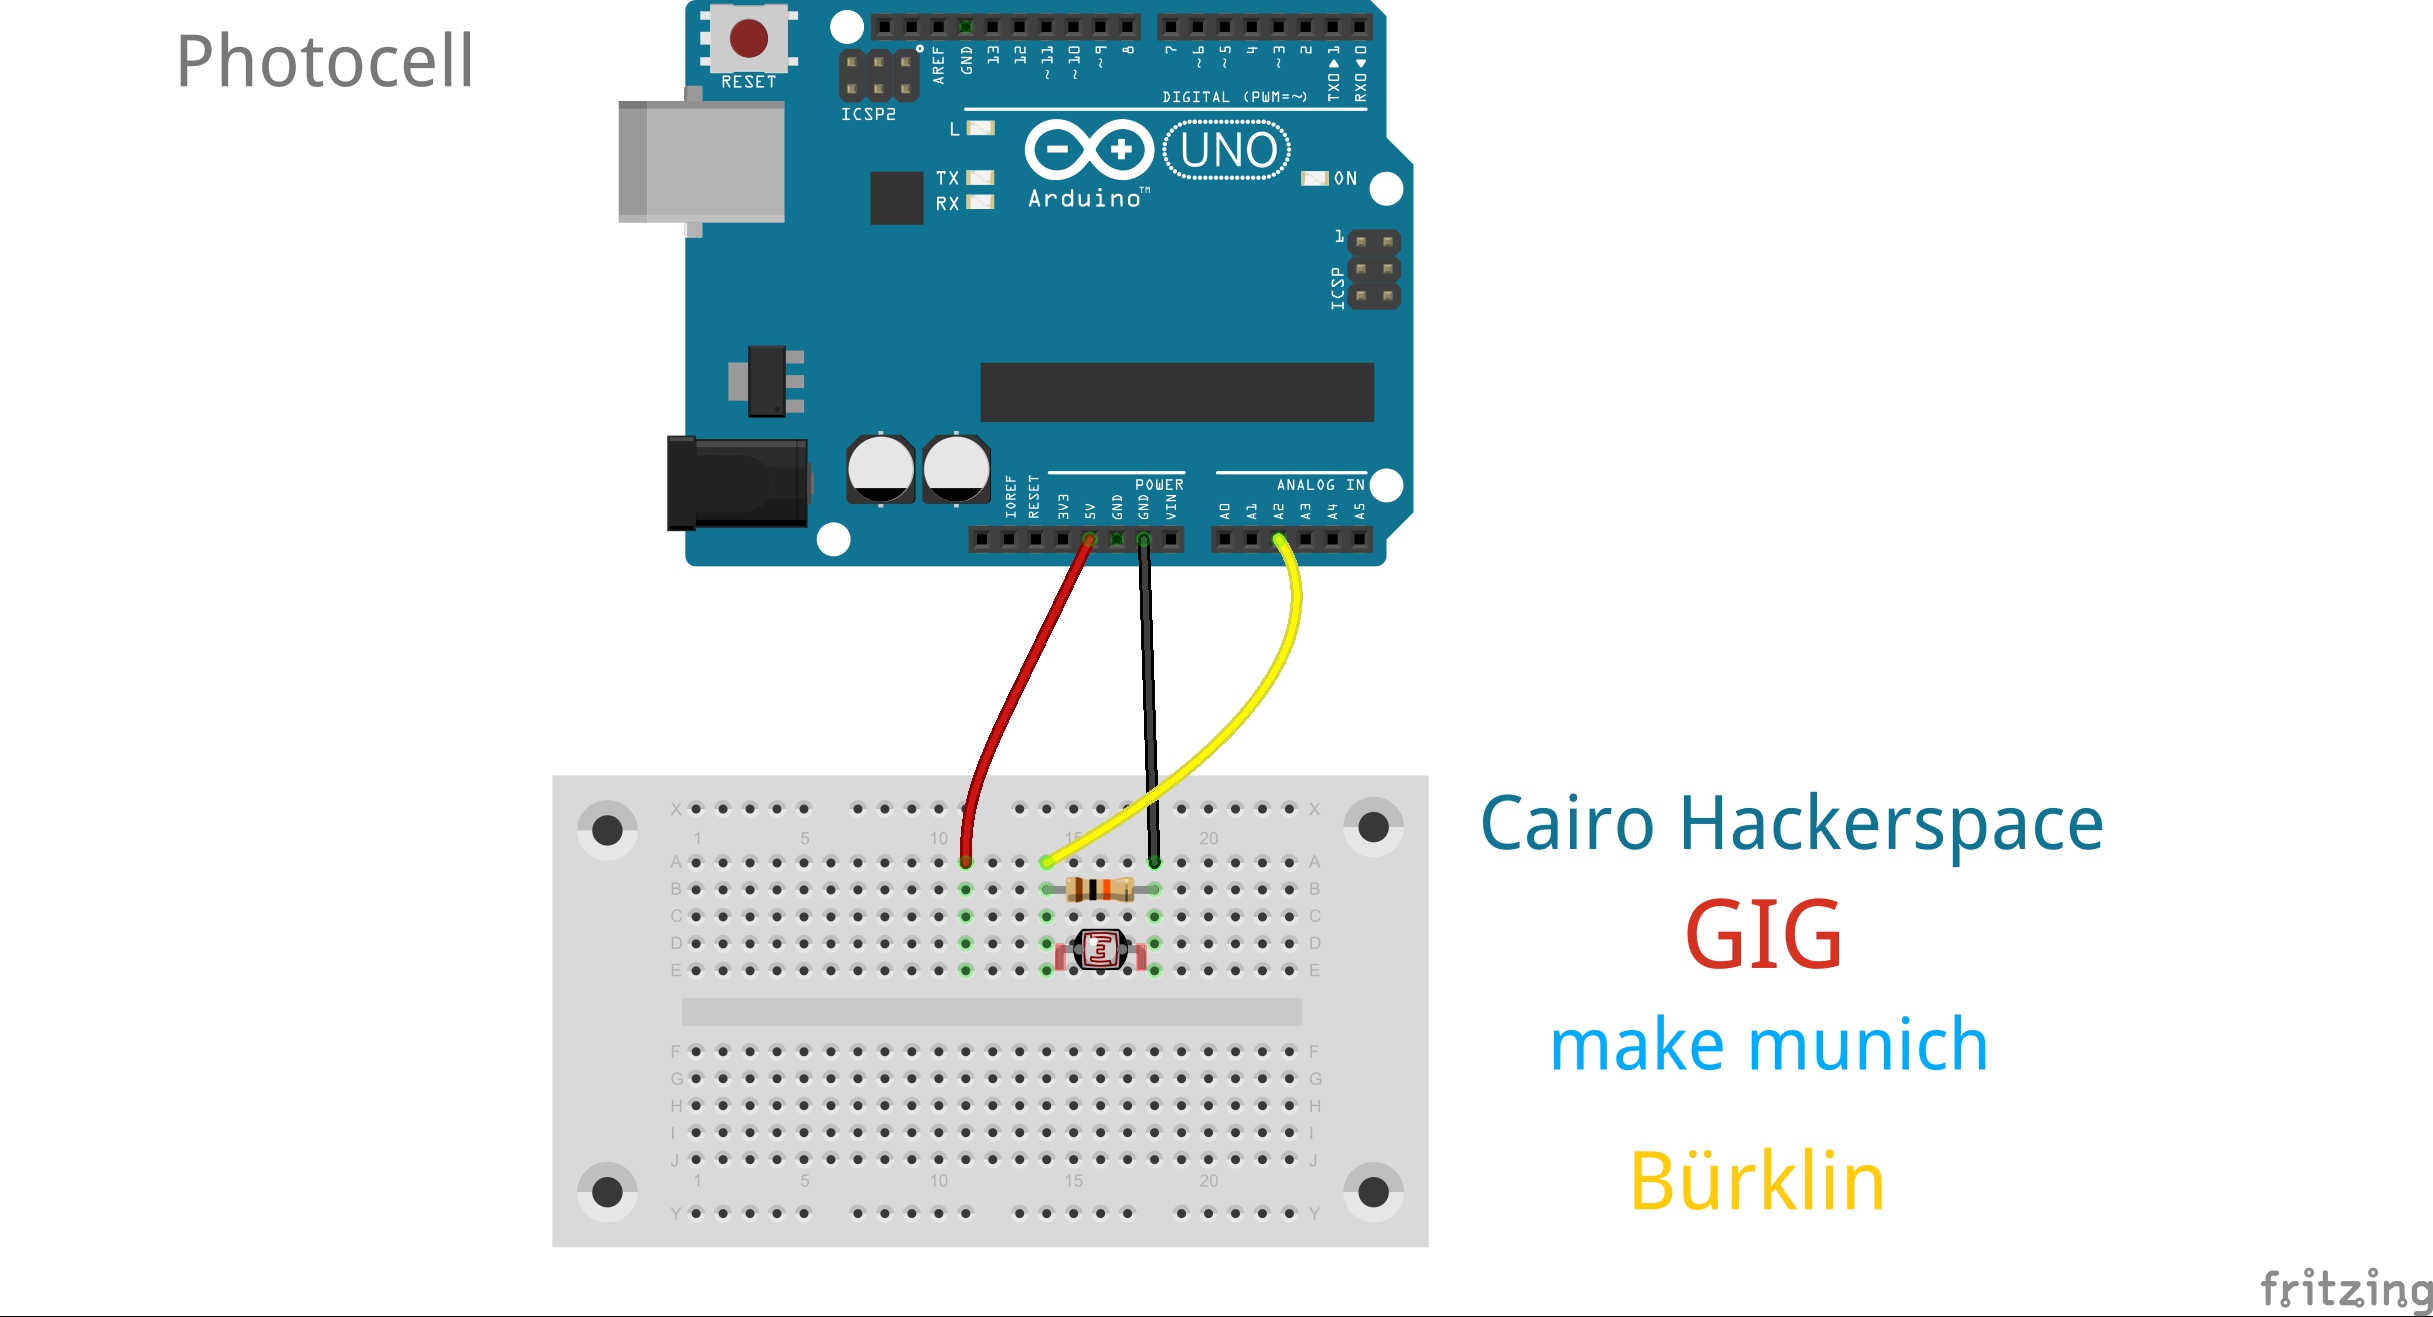 Photocell
RESET
ICSP2
AREF
GND
13
12
~11
~10
~9
8
7
~6
~5
4
~3
2
TX0▶1
RX0◀0
DIGITAL (PWM=~)
L
TX
RX
Arduino™
UNO
ON
1
ICSP
POWER
ANALOG IN
IOREF
RESET
3V3
5V
GND
GND
VIN
A0
A1
A2
A3
A4
A5
X X
1 5 10 15 20
A A
B B
C C
D D
E E
F F
G G
H H
I I
J J
1 5 10 15 20
Y Y
Cairo Hackerspace
GIG
make munich
Bürklin
fritzing